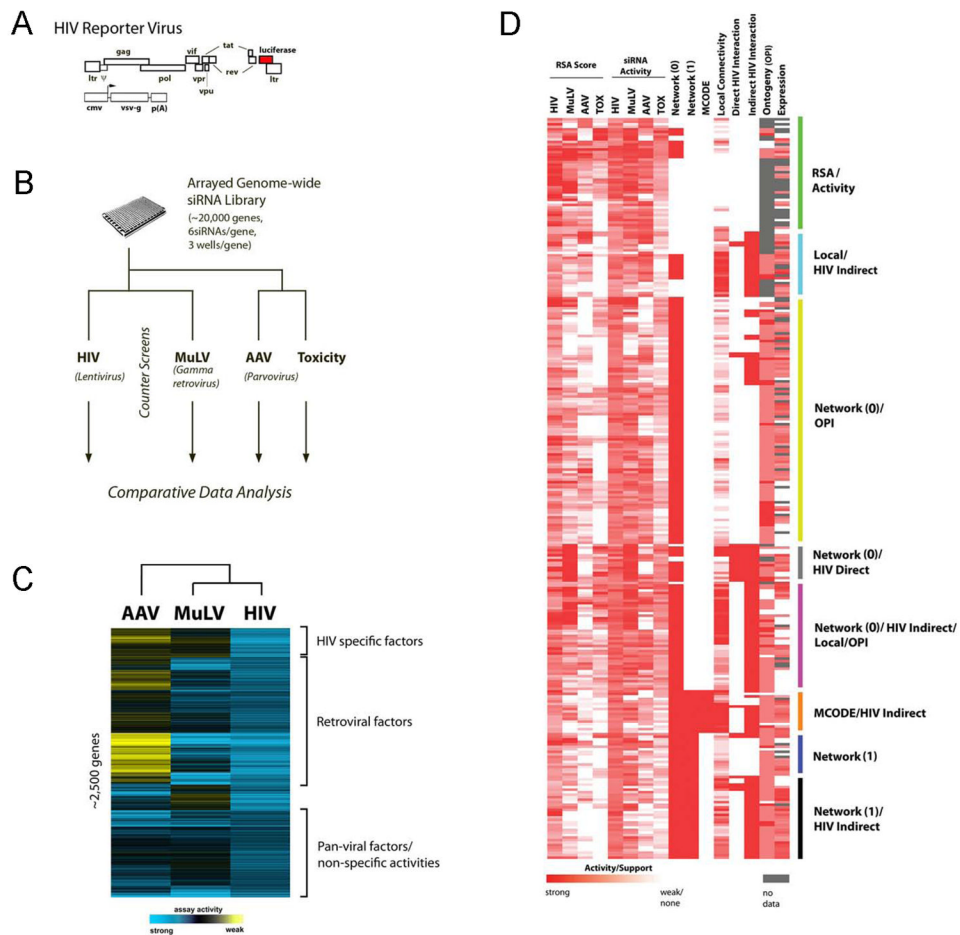 A
HIV Reporter Virus
gag
vif
tat
luciferase
ltr
ψ
pol
vpr
rev
ltr
vpu
cmv
vsv-g
p(A)
B
Arrayed Genome-wide
siRNA Library
(~20,000 genes,
6siRNAs/gene,
3 wells/gene)
HIV
(Lentivirus)
Counter Screens
MuLV
(Gamma
retrovirus)
AAV
(Parvovirus)
Toxicity
Comparative Data Analysis
C
AAV
MuLV
HIV
~2,500 genes
HIV specific factors
Retroviral factors
Pan-viral factors/
non-specific activities
assay activity
strong
weak
D
RSA Score
siRNA
Activity
HIV
MuLV
AAV
TOX
HIV
MuLV
AAV
TOX
Network (0)
Network (1)
MCODE
Local Connectivity
Direct HIV Interaction
Indirect HIV Interaction
Ontogeny (OPI)
Expression
RSA /
Activity
Local/
HIV Indirect
Network (0)/
OPI
Network (0)/
HIV Direct
Network (0)/ HIV Indirect/
Local/OPI
MCODE/HIV Indirect
Network (1)
Network (1)/
HIV Indirect
Activity/Support
strong
weak/
none
no
data